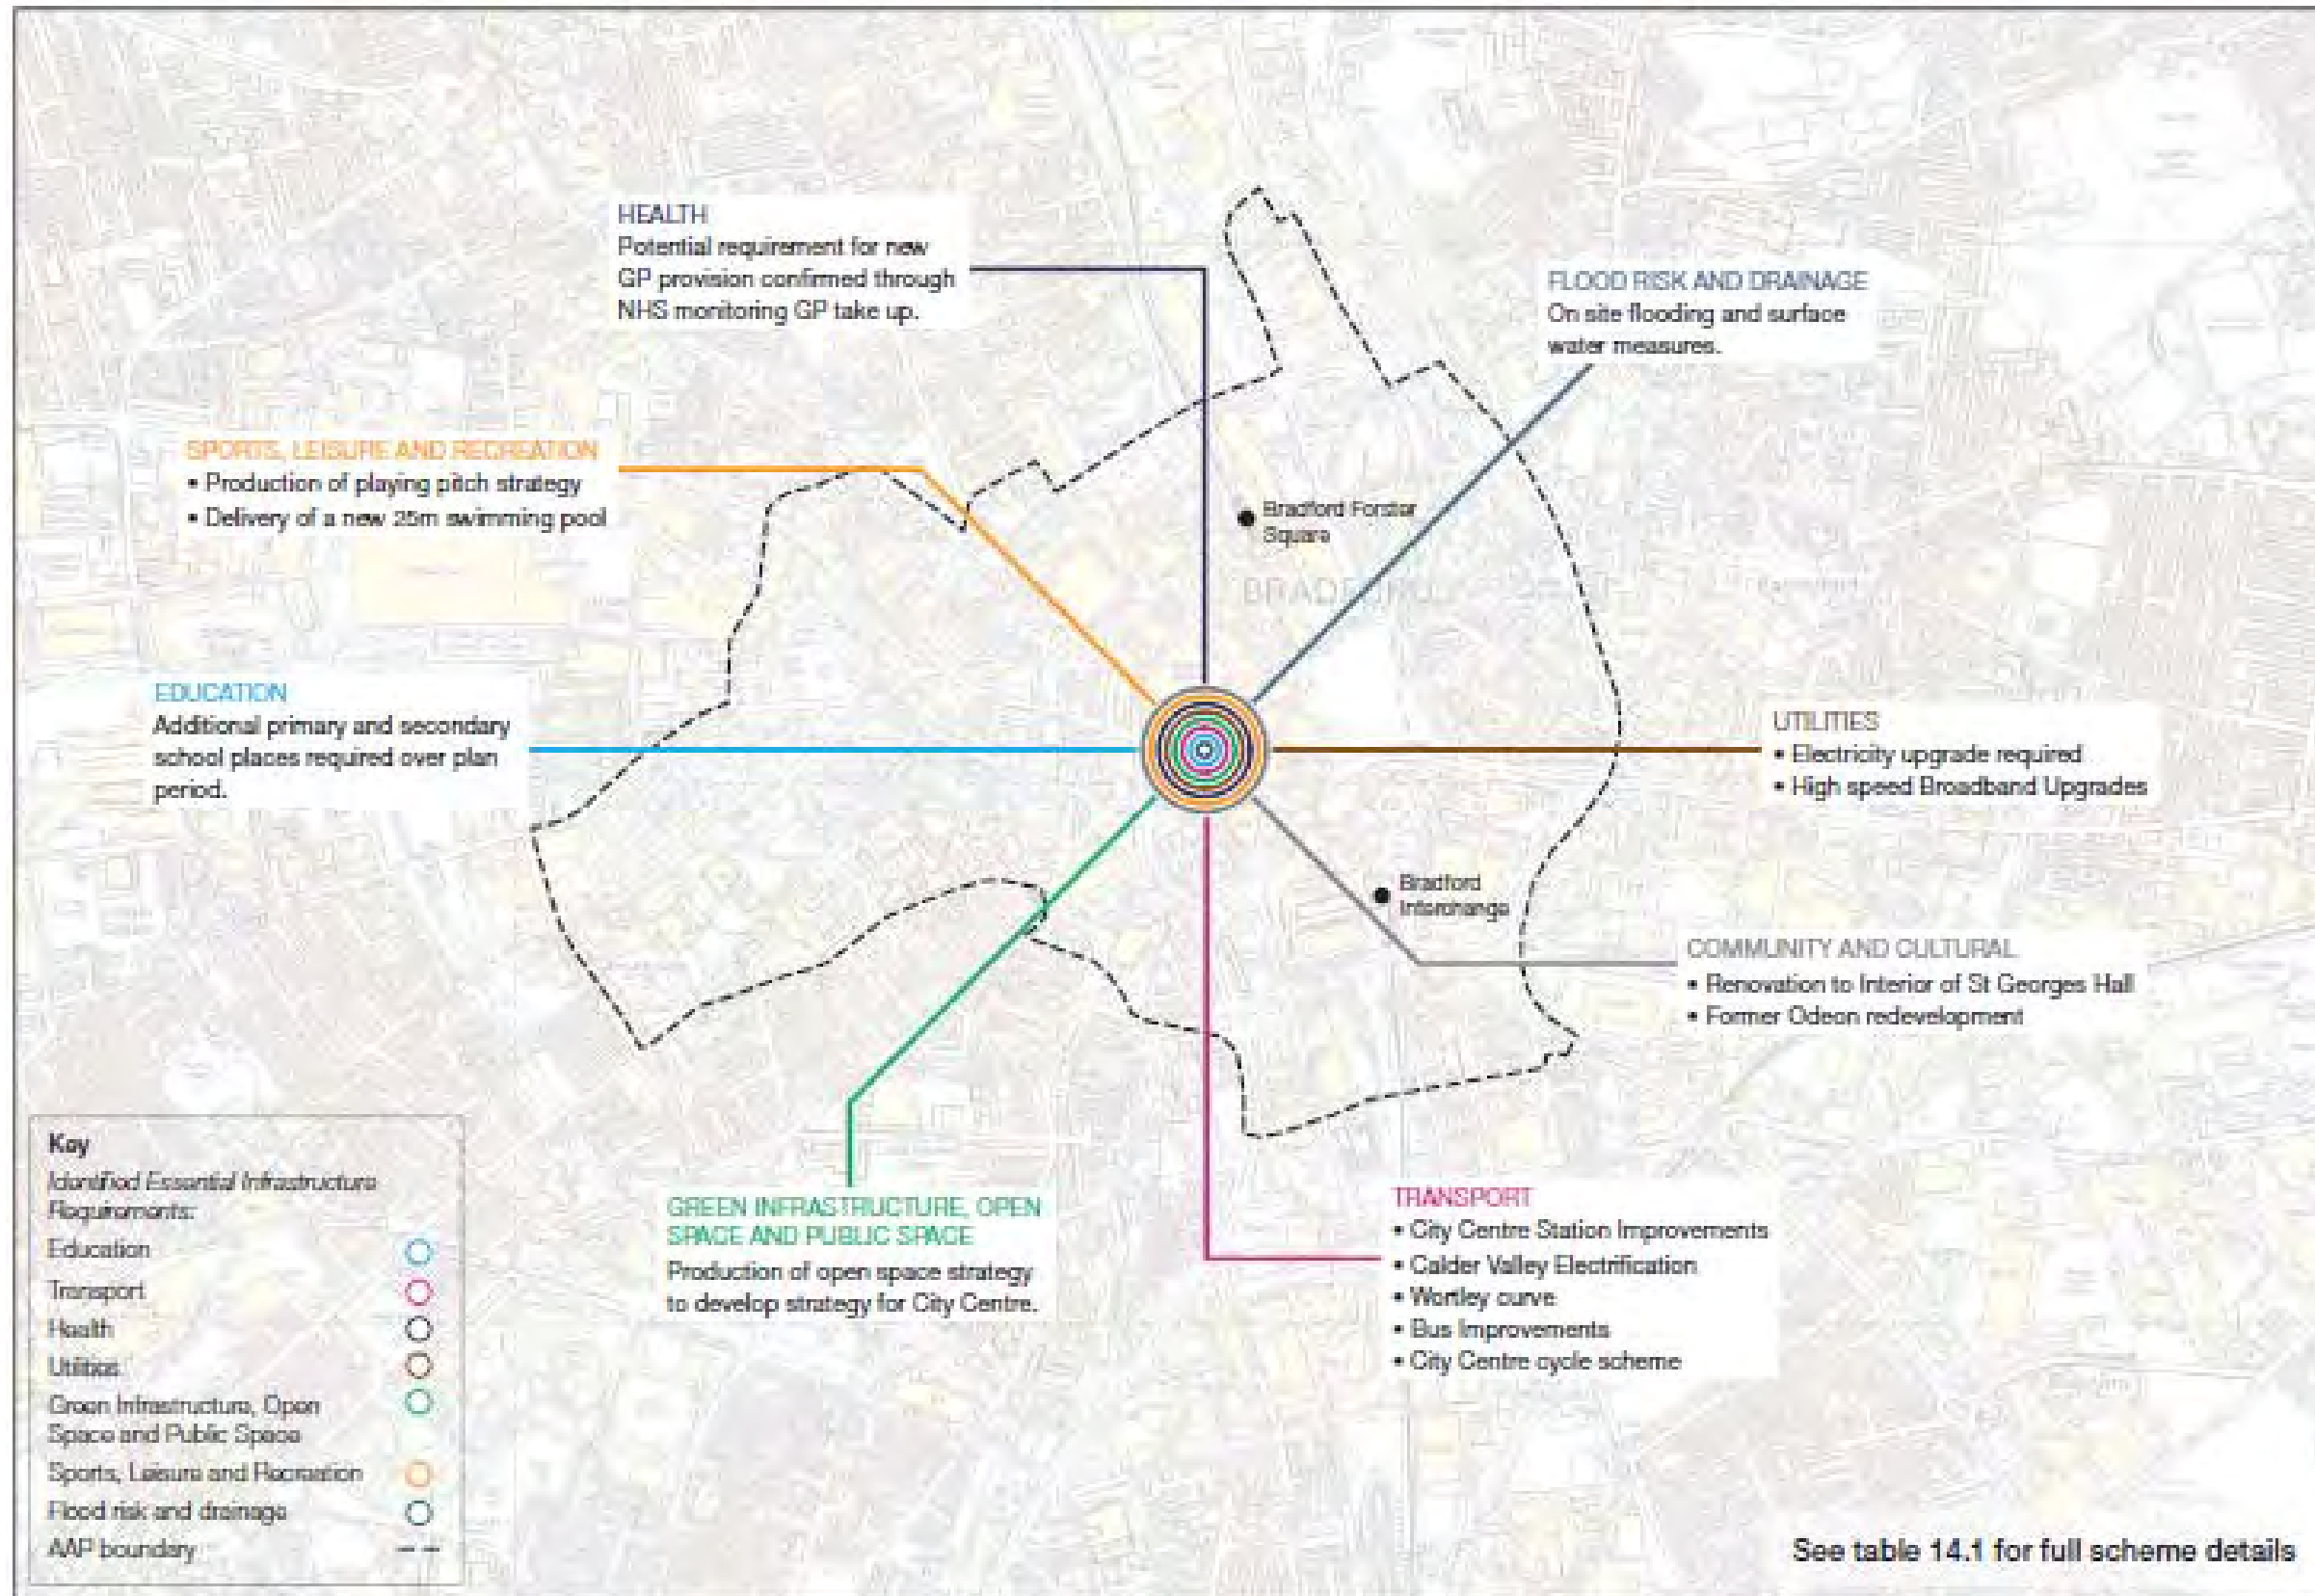 HEALTH
Potential requirement for new
GP provision confirmed through
NHS monitoring GP take up.
FLOOD RISK AND DRAINAGE
On site flooding and surface
water measures.
SPORTS, LEISURE AND RECREATION
• Production of playing pitch strategy
• Delivery of a new 25m swimming pool
Bradford Forster
Square
BRADFORD
EDUCATION
Additional primary and secondary
school places required over plan
period.
UTILITIES
• Electricity upgrade required
• High speed Broadband Upgrades
Bradford
Interchange
COMMUNITY AND CULTURAL
• Renovation to Interior of St Georges Hall
• Former Odeon redevelopment
GREEN INFRASTRUCTURE, OPEN
SPACE AND PUBLIC SPACE
Production of open space strategy
to develop strategy for City Centre.
TRANSPORT
• City Centre Station Improvements
• Calder Valley Electrification
• Wortley curve
• Bus Improvements
• City Centre cycle scheme
Key
Identified Essential Infrastructure
Requirements:
Education
Transport
Health
Utilities
Green Infrastructure, Open
Space and Public Space
Sports, Leisure and Recreation
Flood risk and drainage
AAP boundary
See table 14.1 for full scheme details